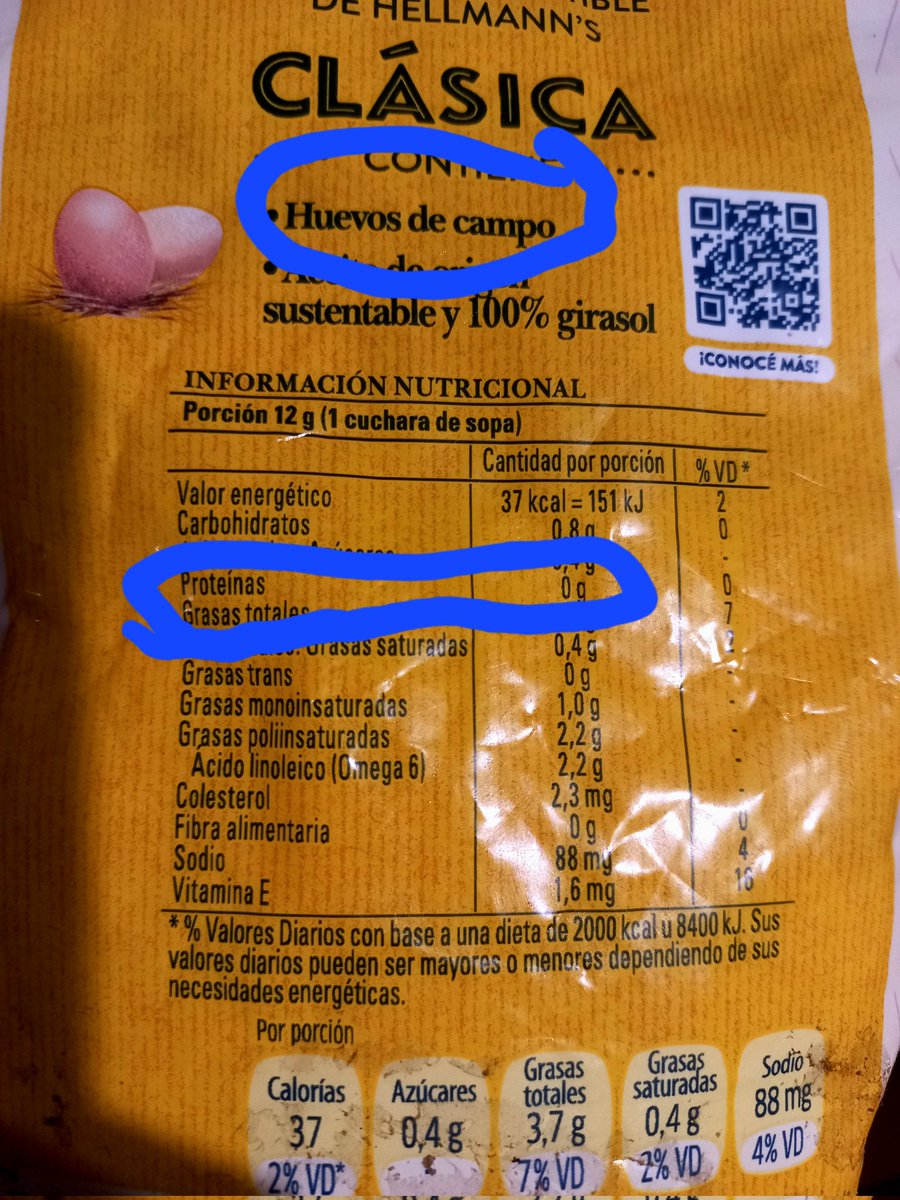 DE HELLMANN'S
CLÁSICA
• Huevos de campo
sustentable y 100% girasol
¡CONOCÉ MÁS!
INFORMACIÓN NUTRICIONAL
Porción 12 g (1 cuchara de sopa)
Cantidad por porción % VD*
Valor energético 37 kcal = 151 kJ 2
Carbohidratos 0,8 g 0
Proteínas 0 g 0
Grasas totales 7
Grasas saturadas 0,4 g 2
Grasas trans 0 g -
Grasas monoinsaturadas 1,0 g -
Grasas poliinsaturadas 2,2 g -
Ácido linoleico (Omega 6) 2,2 g -
Colesterol 2,3 mg -
Fibra alimentaria 0 g 0
Sodio 88 mg 4
Vitamina E 1,6 mg 16
* % Valores Diarios con base a una dieta de 2000 kcal u 8400 kJ. Sus
valores diarios pueden ser mayores o menores dependiendo de sus
necesidades energéticas.
Por porción
Calorías 37 2% VD*
Azúcares 0,4 g
Grasas totales 3,7 g 7% VD
Grasas saturadas 0,4 g 2% VD
Sodio 88 mg 4% VD